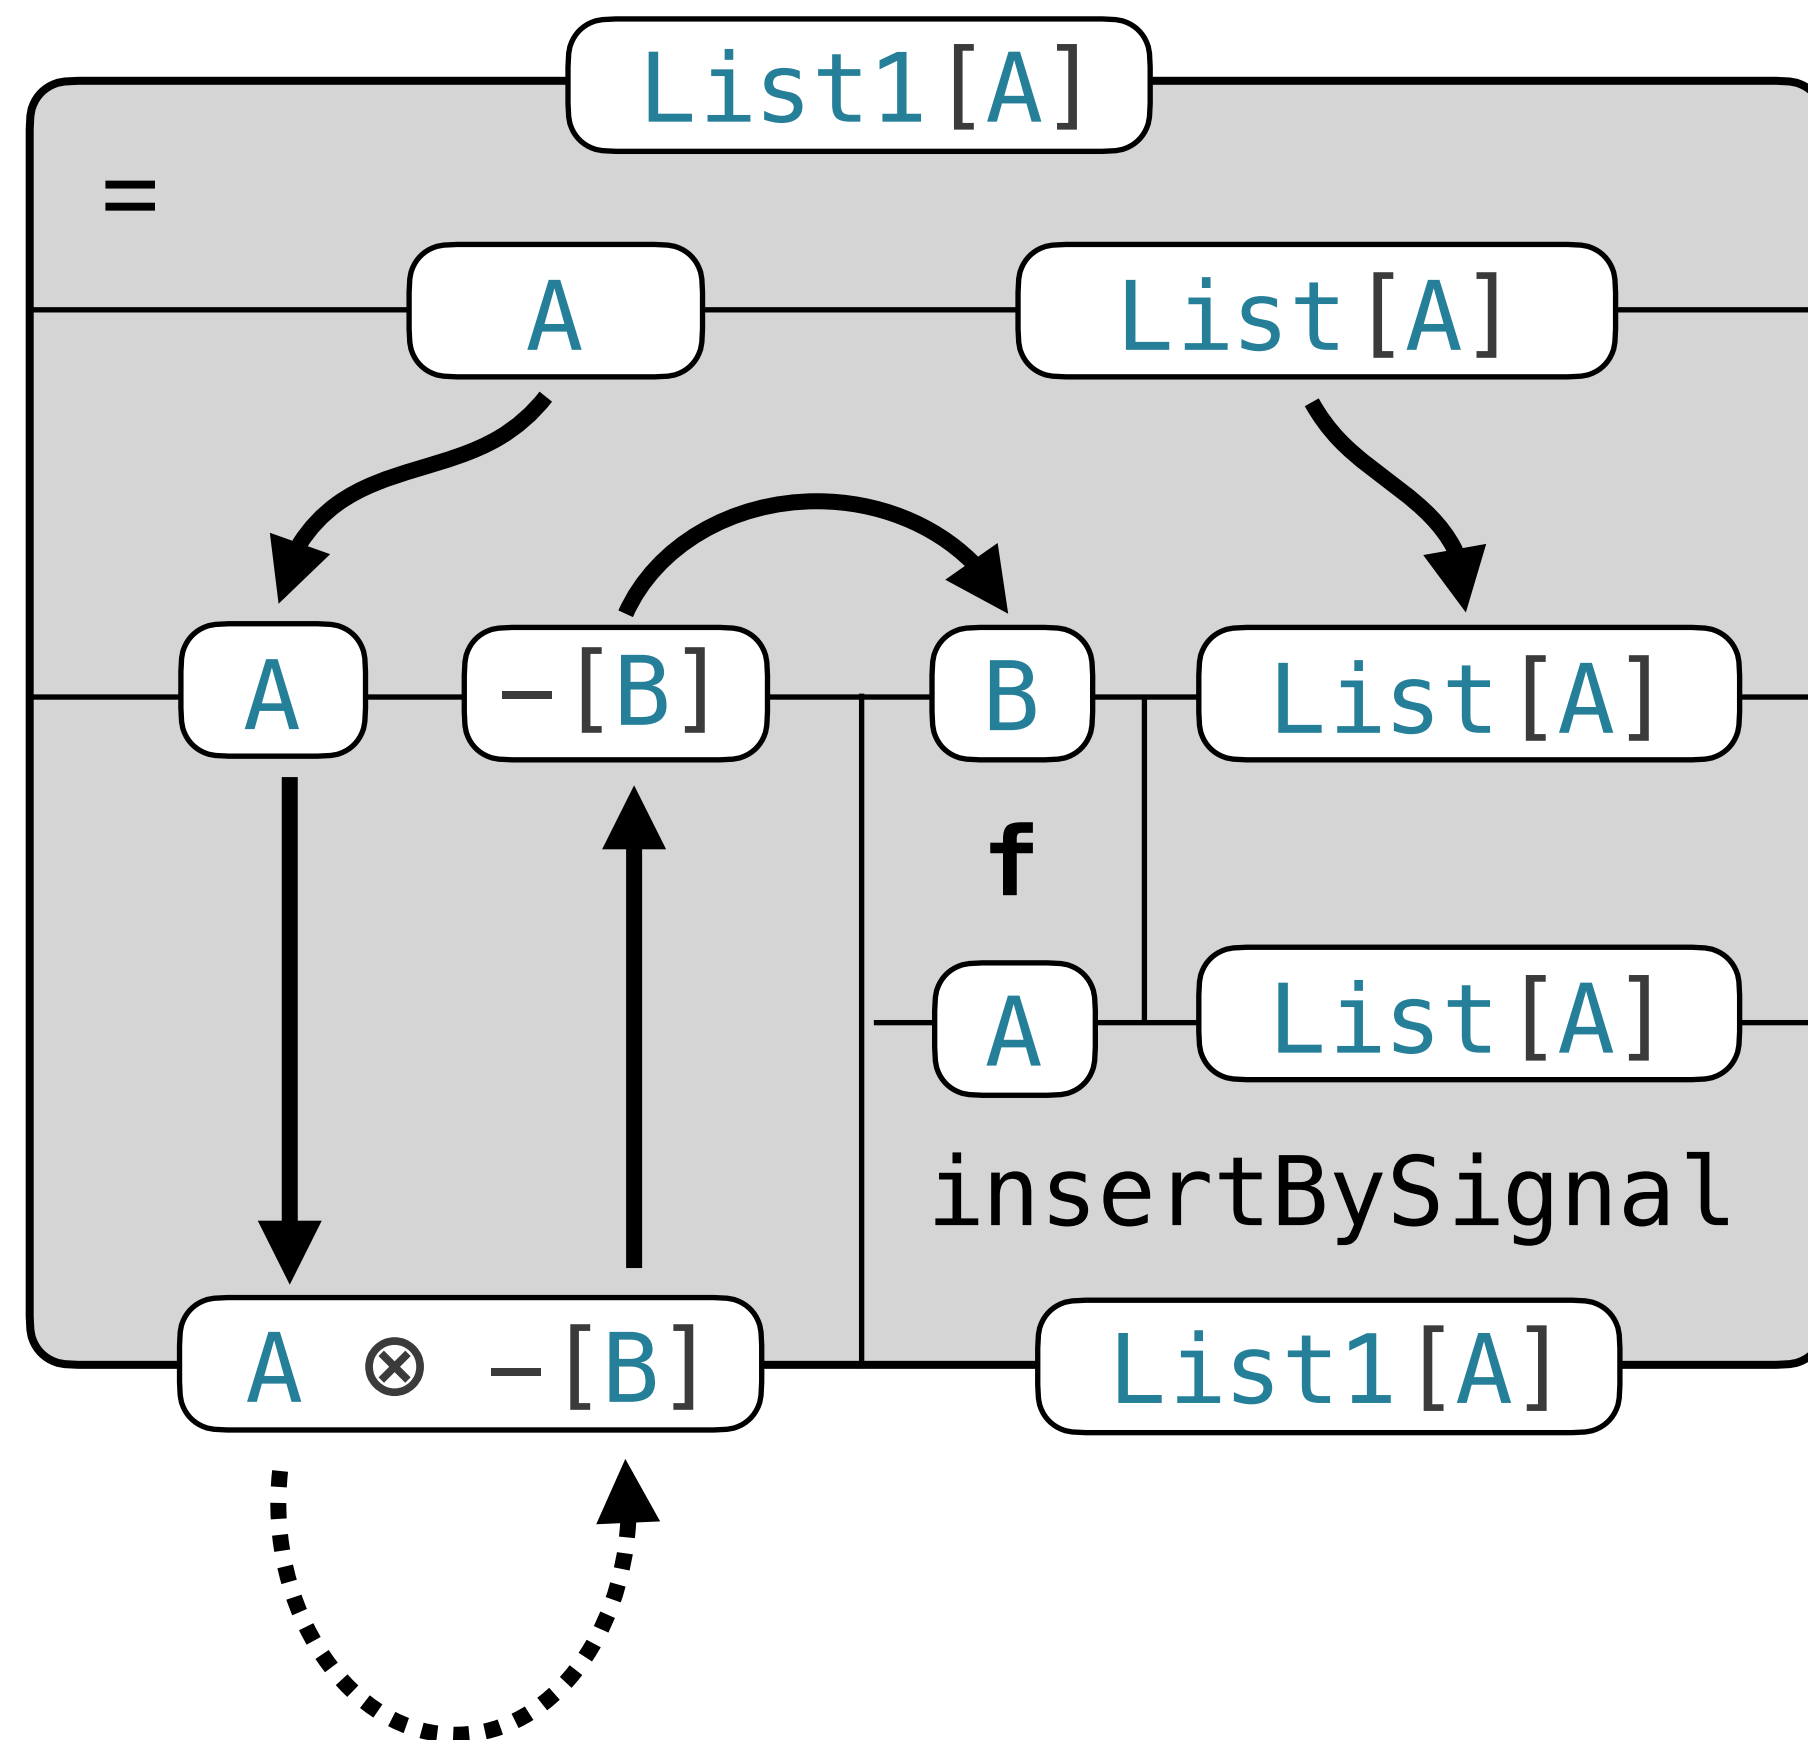 List1[A]
=
A List[A]
A −[B] B List[A]
f
A List[A]
insertBySignal
A ⊗ −[B] List1[A]